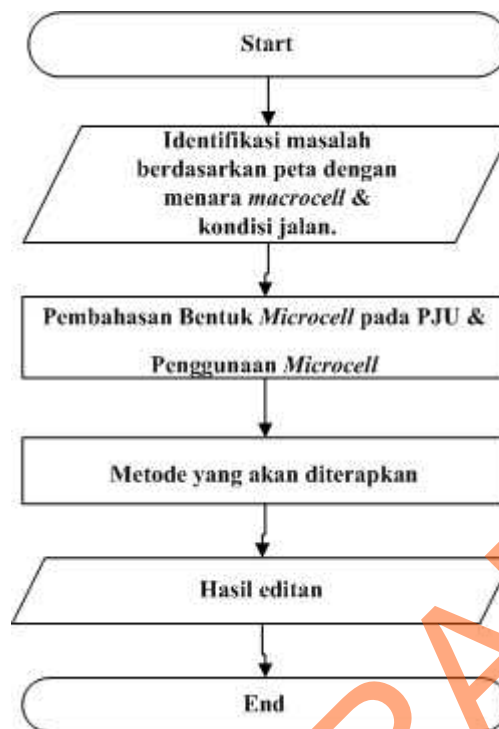 Start
Identifikasi masalah
berdasarkan peta dengan
menara macrocell &
kondisi jalan.
Pembahasan Bentuk Microcell pada PJU &
Penggunaan Microcell
Metode yang akan diterapkan
Hasil editan
End